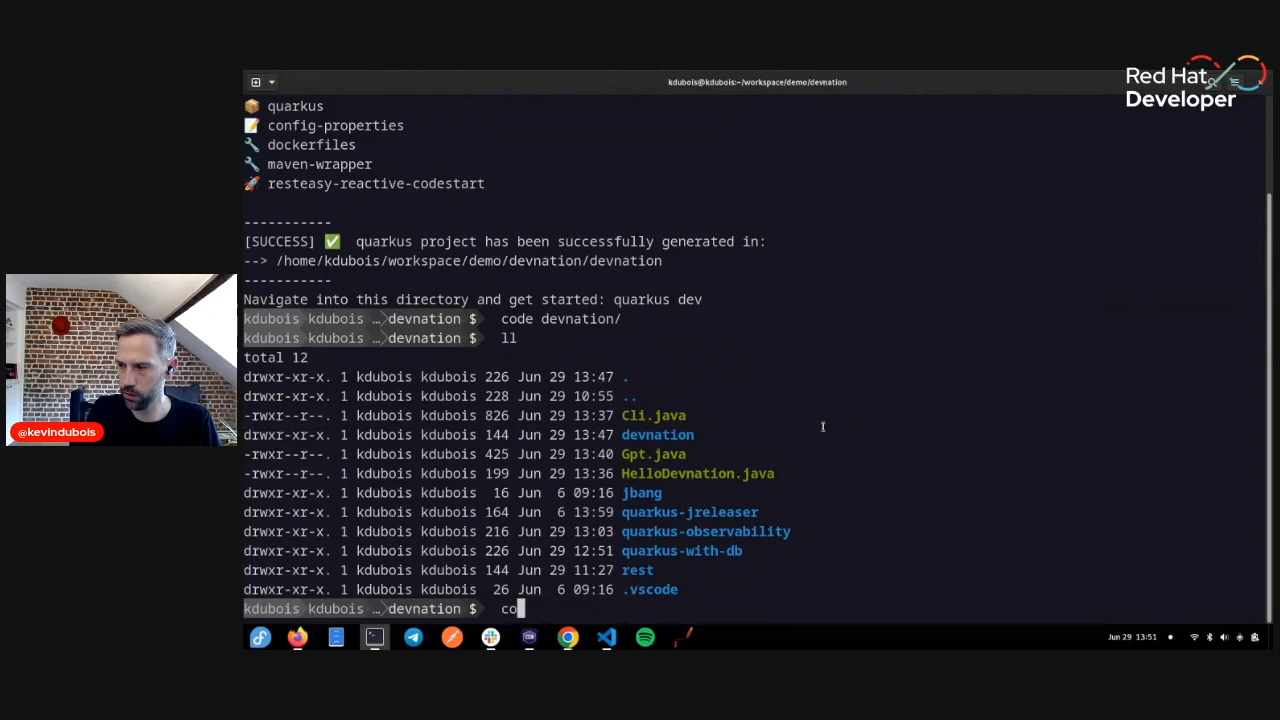 Red Hat
Developer
kdubois@kdubois:~/workspace/demo/devnation
quarkus
config-properties
dockerfiles
maven-wrapper
resteasy-reactive-codestart
-----------
[SUCCESS] ✅ quarkus project has been successfully generated in:
--> /home/kdubois/workspace/demo/devnation/devnation
-----------
Navigate into this directory and get started: quarkus dev
kdubois kdubois …devnation $ code devnation/
kdubois kdubois …devnation $ ll
total 12
drwxr-xr-x. 1 kdubois kdubois 226 Jun 29 13:47 .
drwxr-xr-x. 1 kdubois kdubois 228 Jun 29 10:55 ..
-rwxr--r--. 1 kdubois kdubois 826 Jun 29 13:37 Cli.java
drwxr-xr-x. 1 kdubois kdubois 144 Jun 29 13:47 devnation
-rwxr--r--. 1 kdubois kdubois 425 Jun 29 13:40 Gpt.java
-rwxr--r--. 1 kdubois kdubois 199 Jun 29 13:36 HelloDevnation.java
drwxr-xr-x. 1 kdubois kdubois 16 Jun 6 09:16 jbang
drwxr-xr-x. 1 kdubois kdubois 164 Jun 6 13:59 quarkus-jreleaser
drwxr-xr-x. 1 kdubois kdubois 216 Jun 29 13:03 quarkus-observability
drwxr-xr-x. 1 kdubois kdubois 226 Jun 29 12:51 quarkus-with-db
drwxr-xr-x. 1 kdubois kdubois 144 Jun 29 11:27 rest
drwxr-xr-x. 1 kdubois kdubois 26 Jun 6 09:16 .vscode
kdubois kdubois …devnation $ co
@kevindubois
Jun 29 13:51